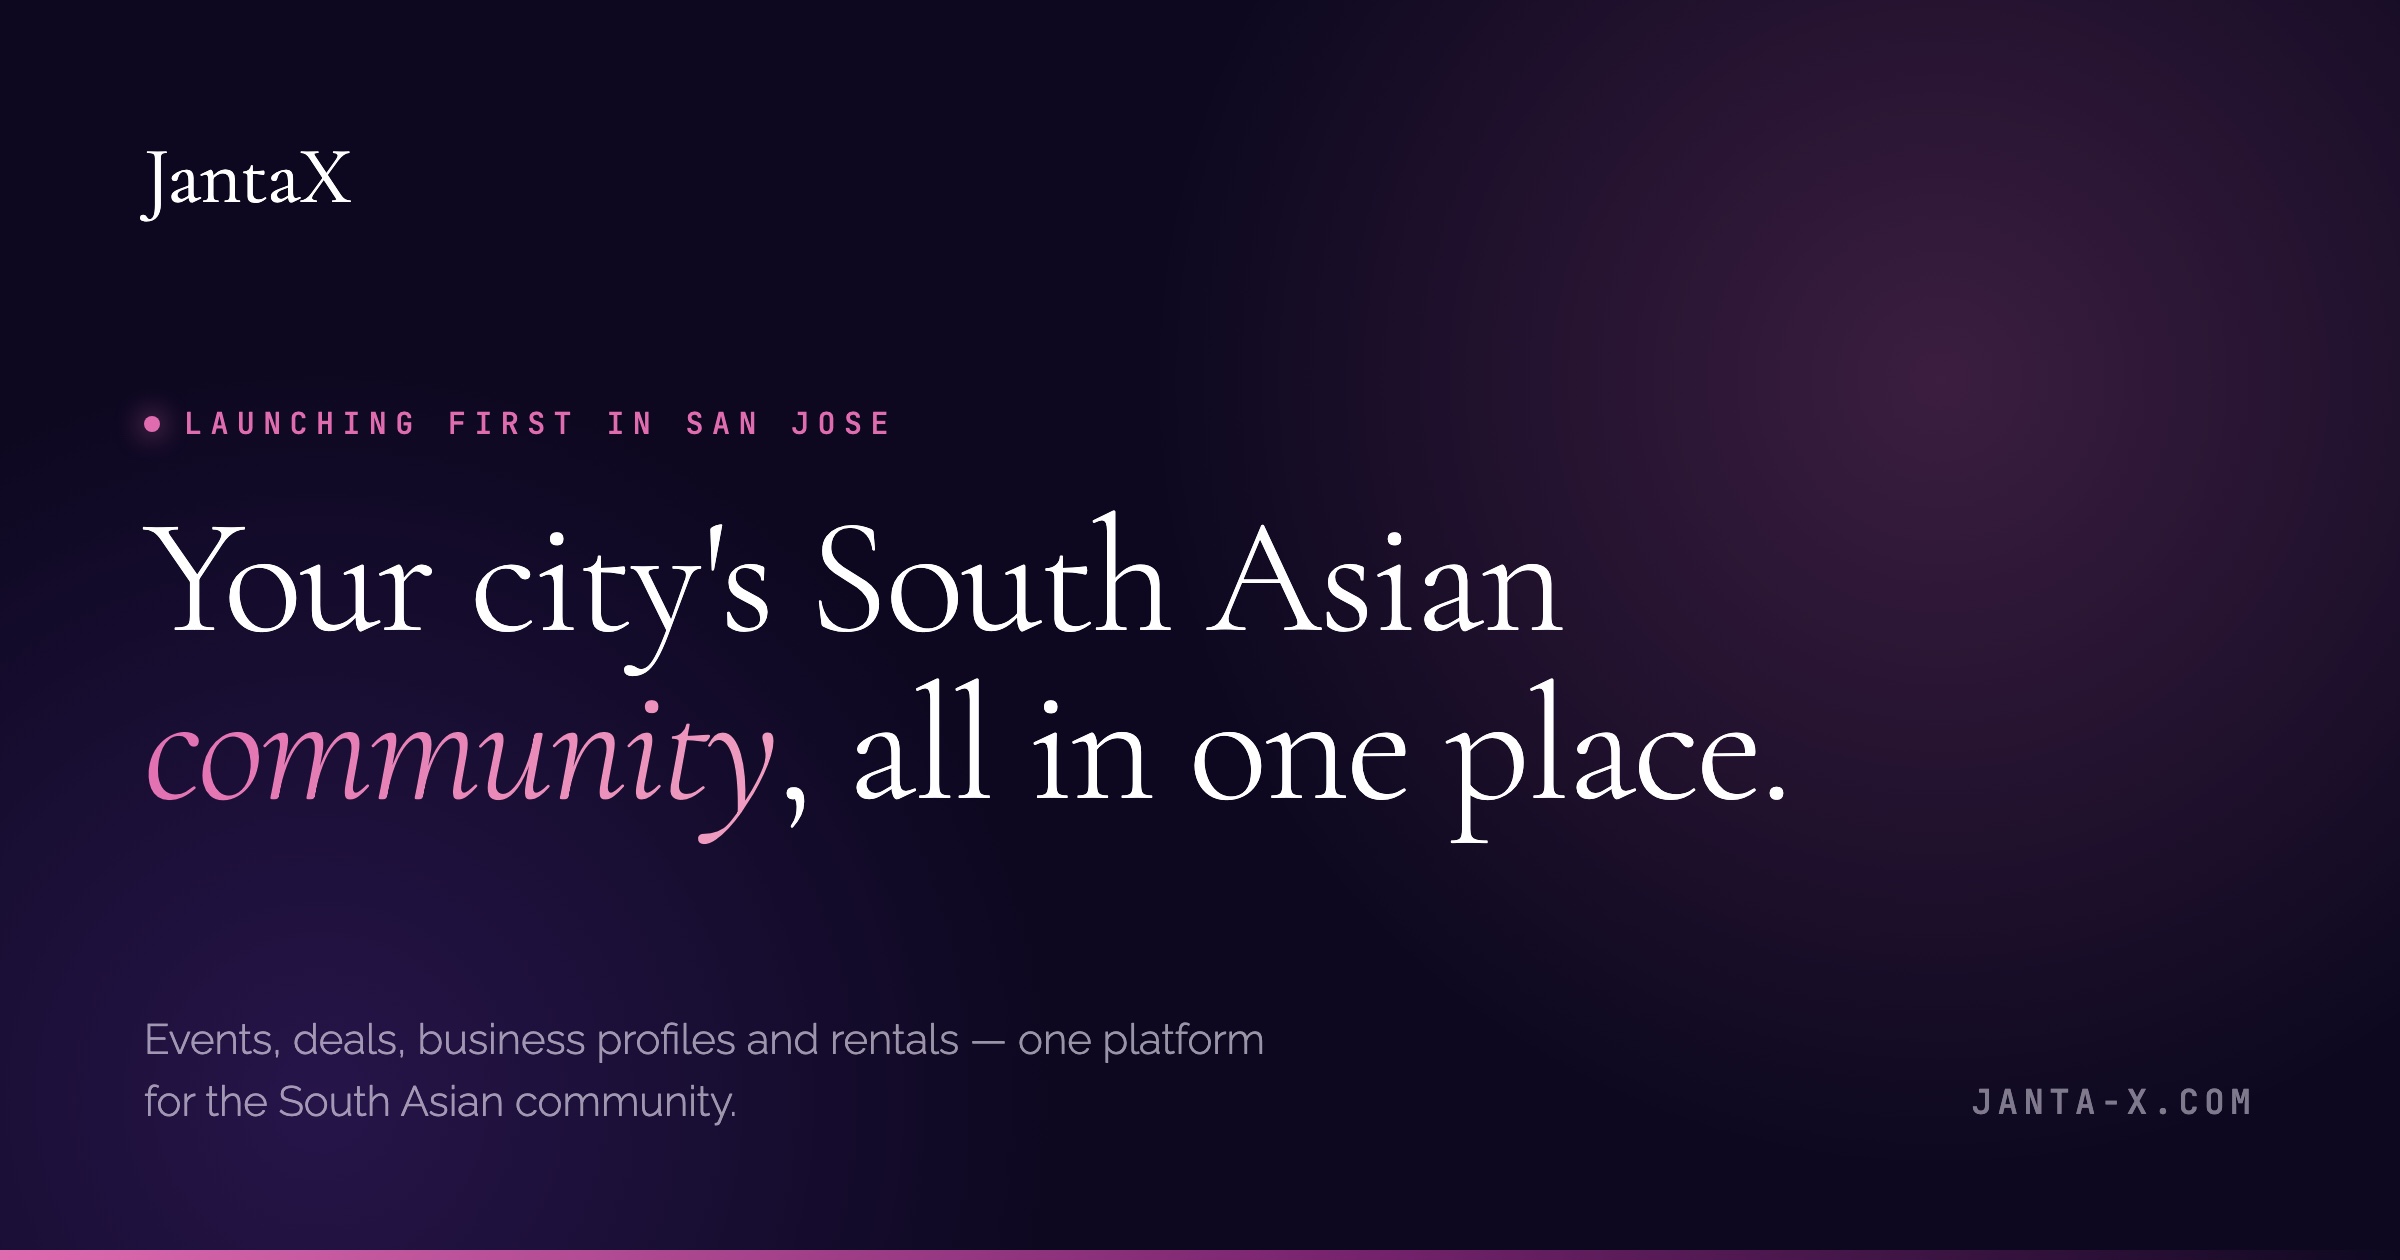 JantaX
LAUNCHING FIRST IN SAN JOSE
Your city's South Asian
community, all in one place.
Events, deals, business profiles and rentals — one platform
for the South Asian community.
JANTA-X.COM